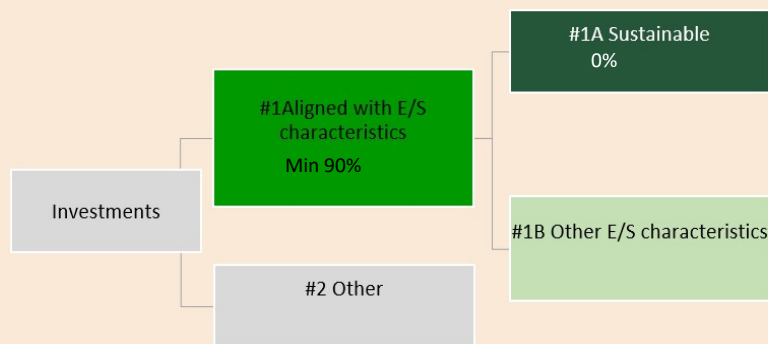 #1A Sustainable
0%
#1Aligned with E/S
characteristics
Min 90%
Investments
#1B Other E/S characteristics
#2 Other